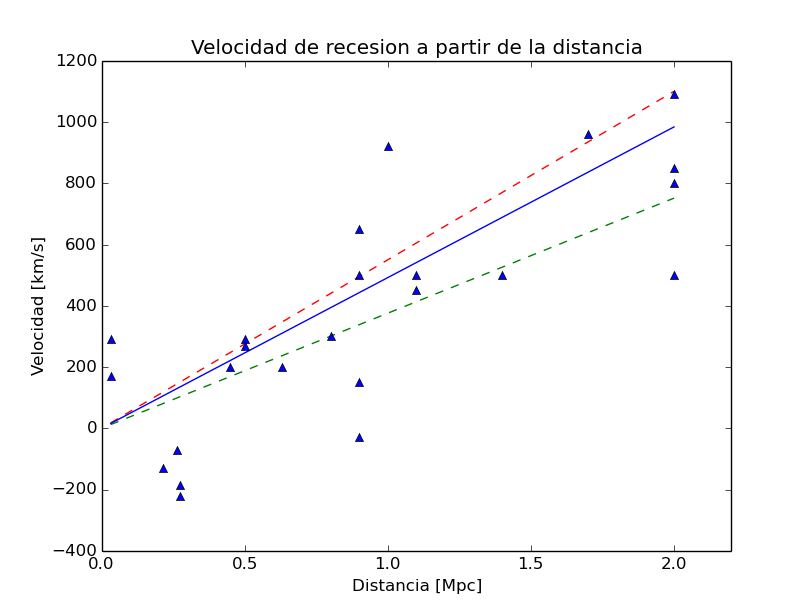 Velocidad de recesion a partir de la distancia
1200
1000
800
600
400
200
0
−200
−400
Velocidad [km/s]
0.0 0.5 1.0 1.5 2.0
Distancia [Mpc]